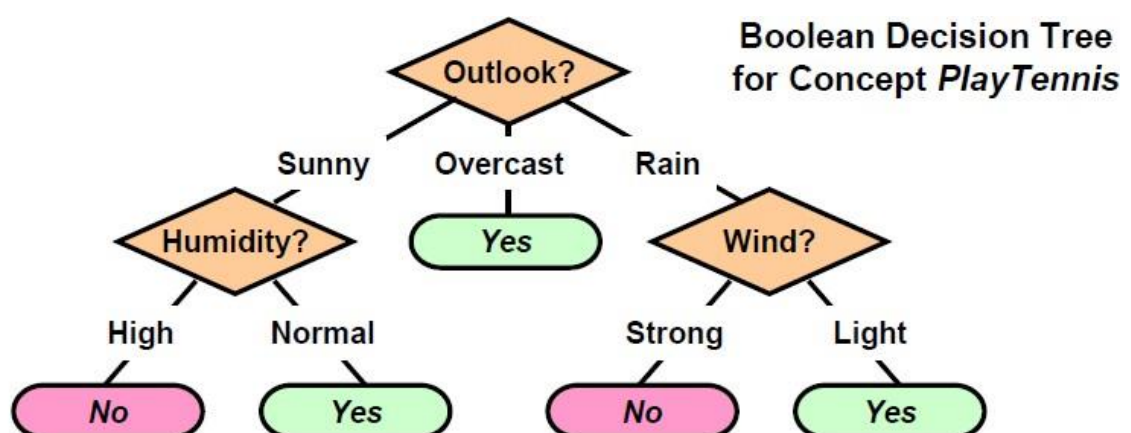 Boolean Decision Tree
for Concept PlayTennis
Outlook?
Sunny Overcast Rain
Humidity? Yes Wind?
High Normal Strong Light
No Yes No Yes